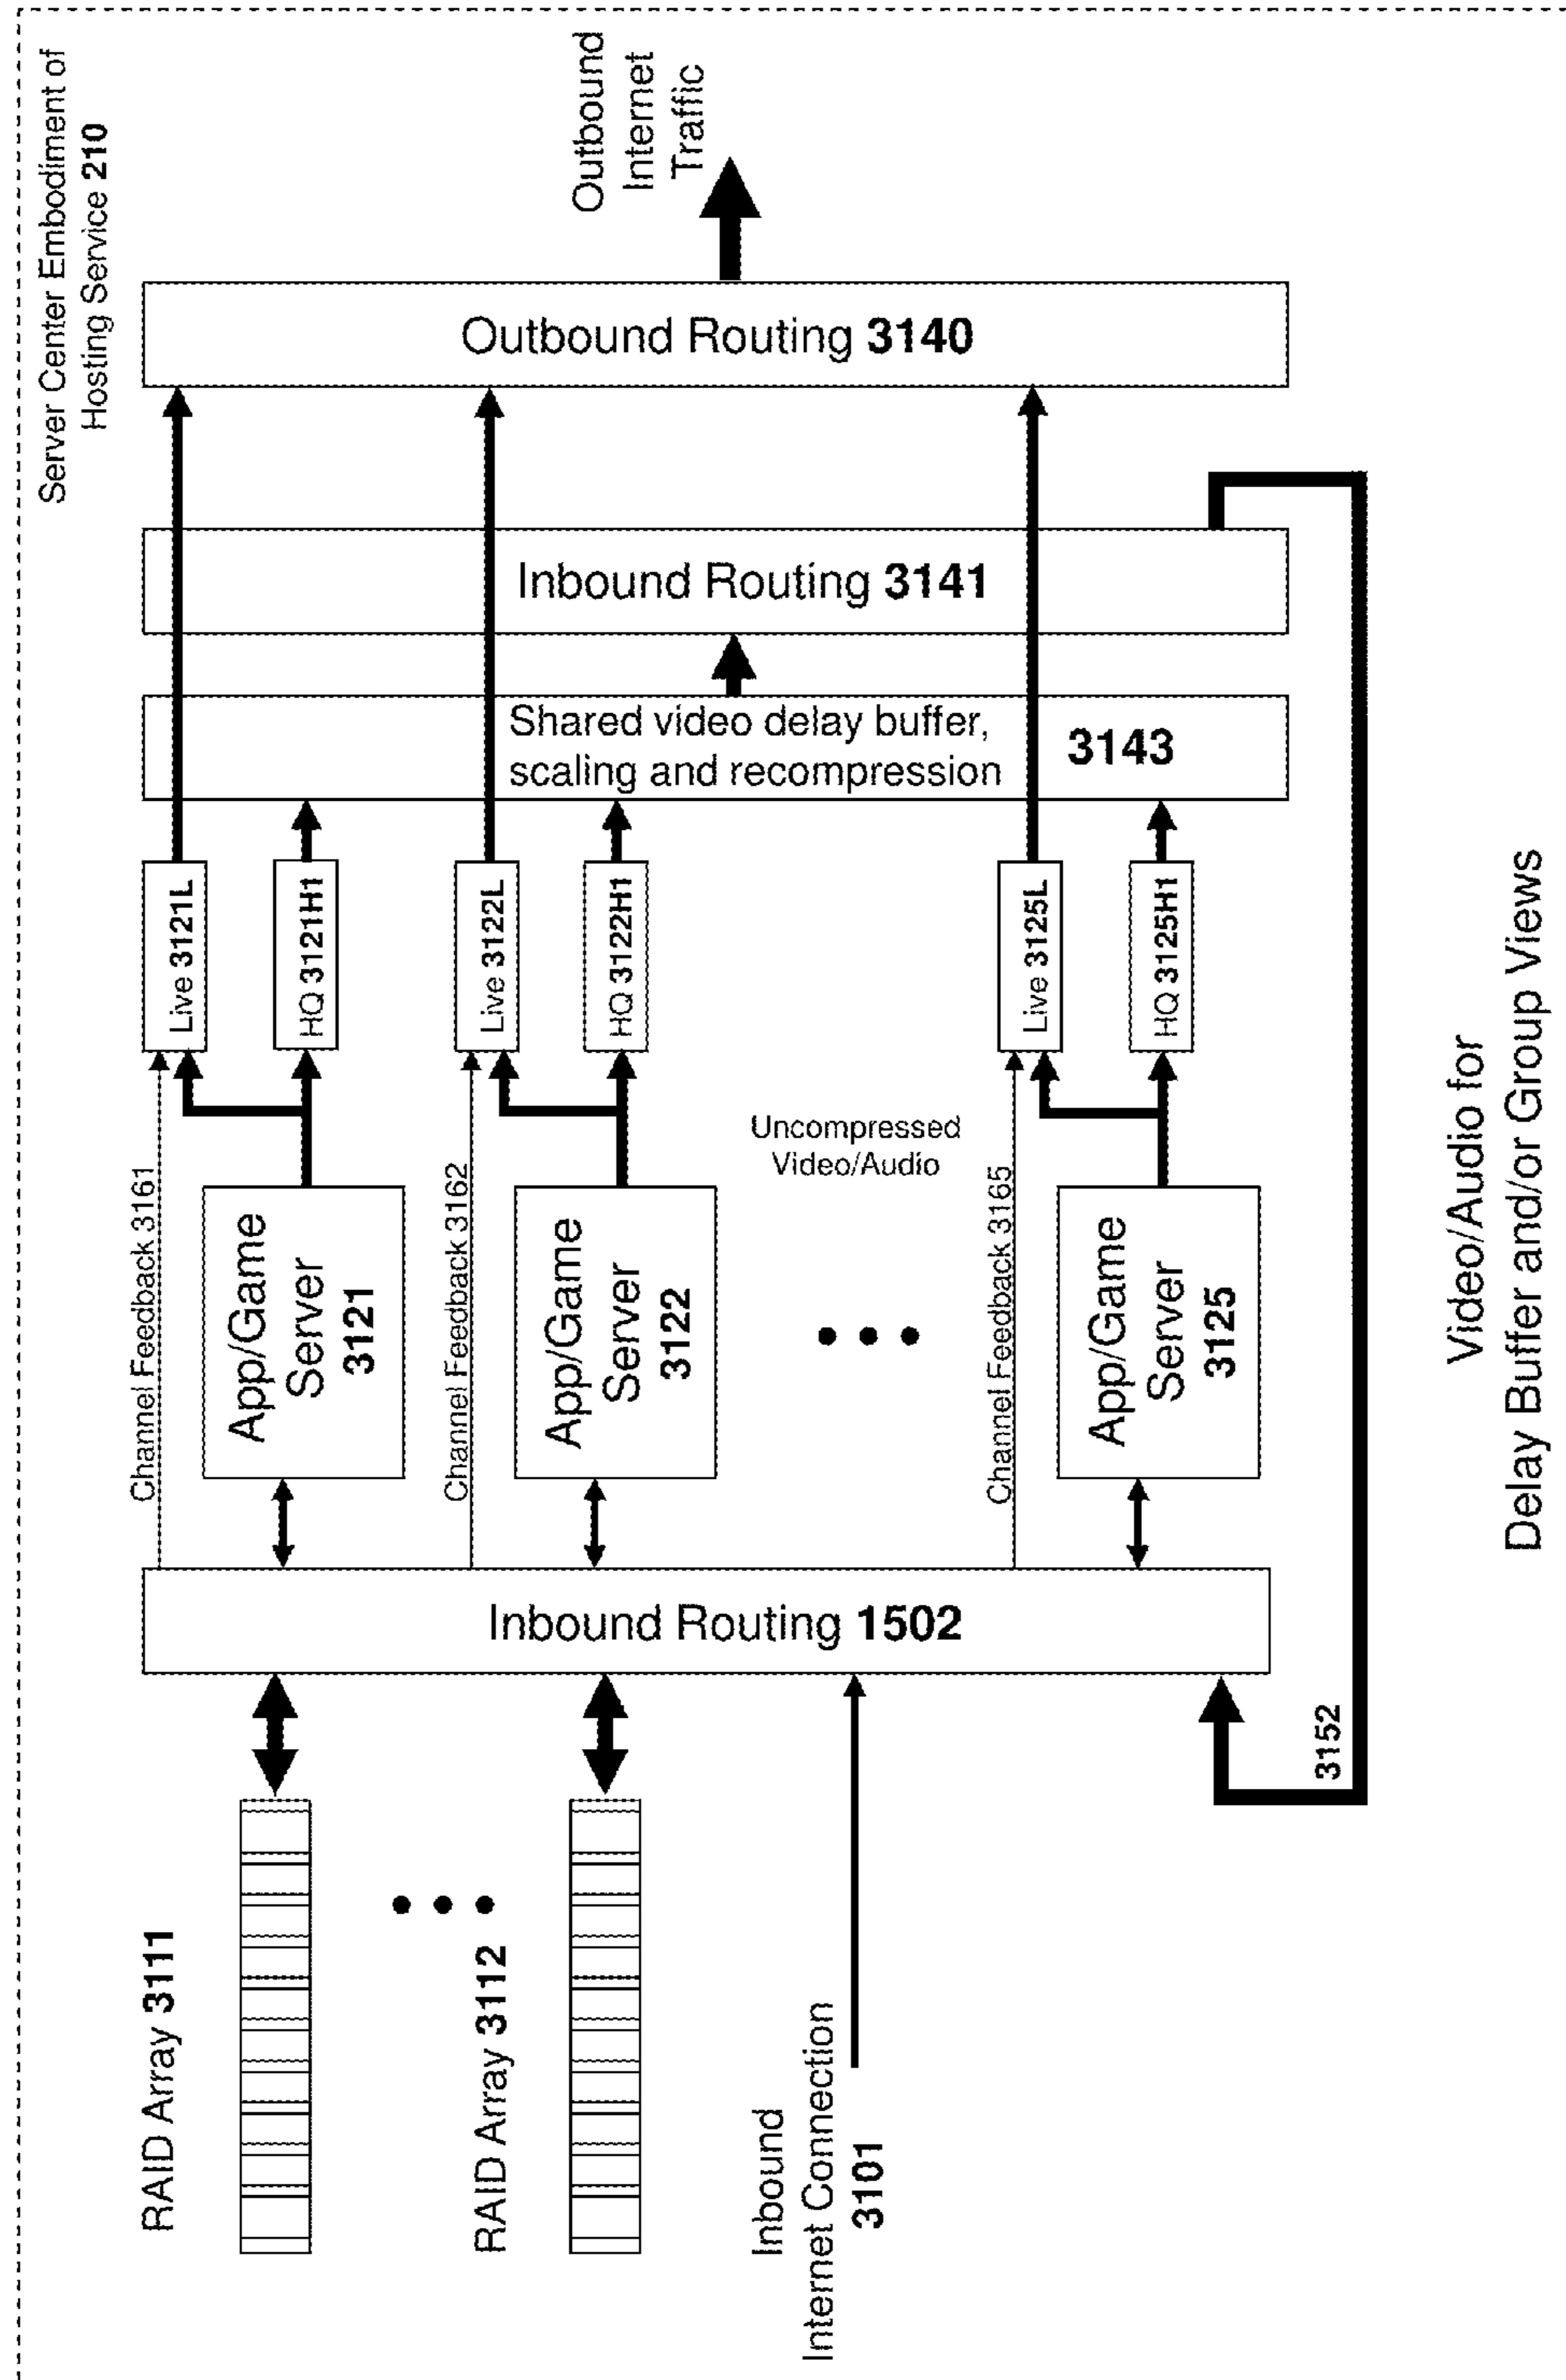 Server Center Embodiment of
Hosting Service 210
RAID Array 3111
RAID Array 3112
Inbound
Internet Connection
3101
Inbound Routing 1502
3152
Channel Feedback 3161
App/Game
Server
3121
Live 3121L
HQ 3121H1
Channel Feedback 3162
App/Game
Server
3122
Live 3122L
HQ 3122H1
Uncompressed
Video/Audio
Channel Feedback 3165
App/Game
Server
3125
Live 3125L
HQ 3125H1
Shared video delay buffer,
scaling and recompression
3143
Inbound Routing 3141
Outbound Routing 3140
Outbound
Internet
Traffic
Video/Audio for
Delay Buffer and/or Group Views